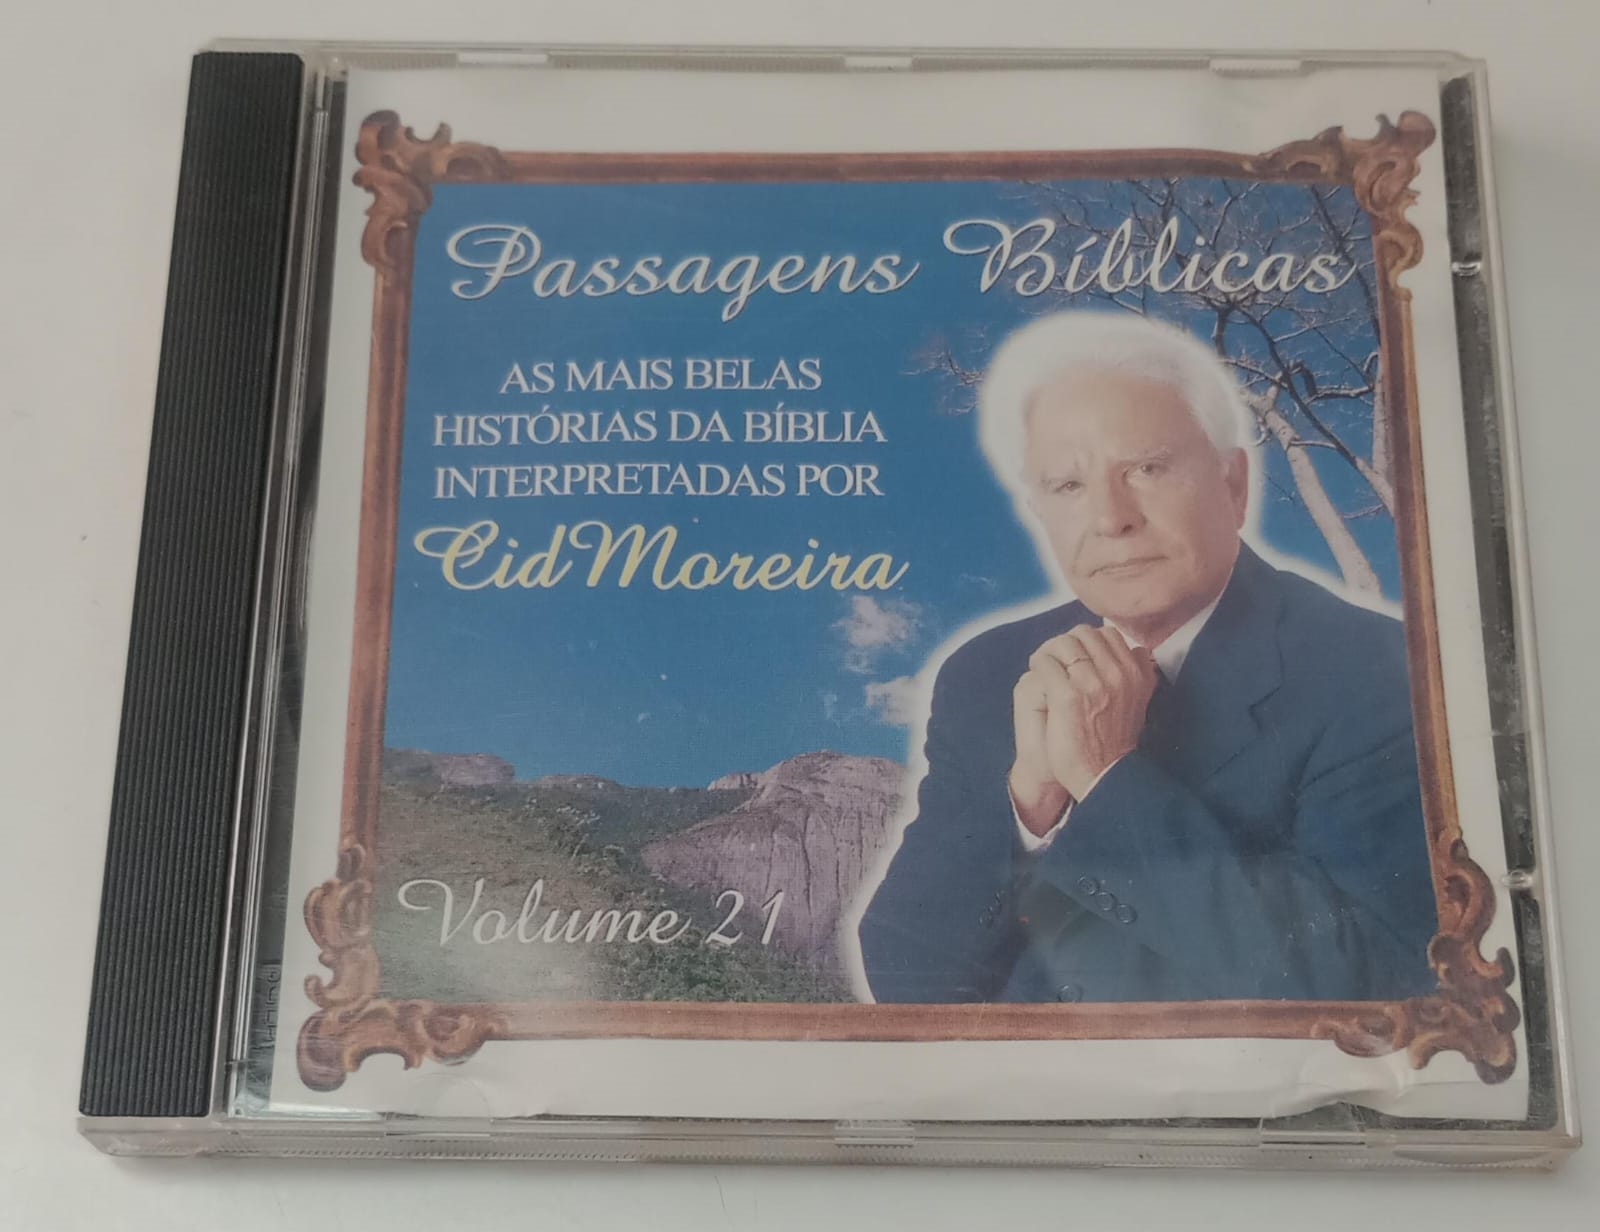 Passagens Bíblicas
AS MAIS BELAS
HISTÓRIAS DA BÍBLIA
INTERPRETADAS POR
Cid Moreira
Volume 21